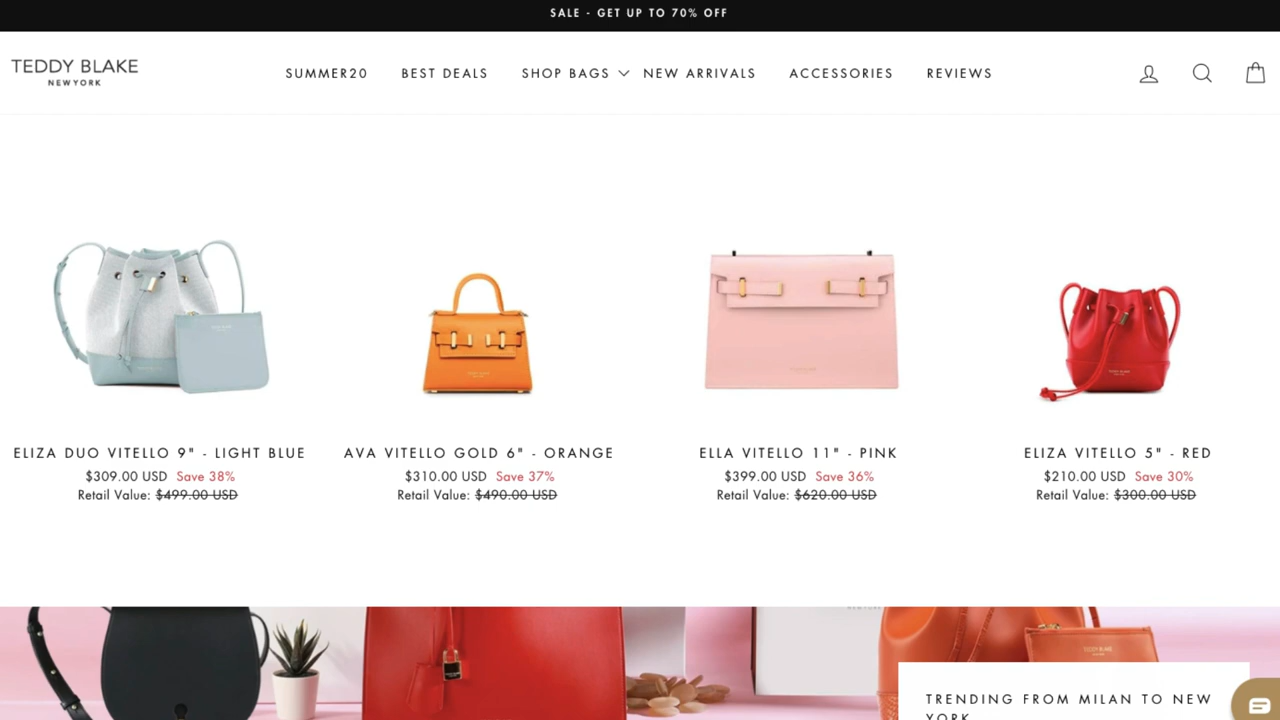 SALE - GET UP TO 70% OFF
TEDDY BLAKE
NEW YORK
SUMMER20 BEST DEALS SHOP BAGS NEW ARRIVALS ACCESSORIES REVIEWS
ELIZA DUO VITELLO 9" - LIGHT BLUE
$309.00 USD Save 38%
Retail Value: $499.00 USD
AVA VITELLO GOLD 6" - ORANGE
$310.00 USD Save 37%
Retail Value: $490.00 USD
ELLA VITELLO 11" - PINK
$399.00 USD Save 36%
Retail Value: $620.00 USD
ELIZA VITELLO 5" - RED
$210.00 USD Save 30%
Retail Value: $300.00 USD
TRENDING FROM MILAN TO NEW
YORK